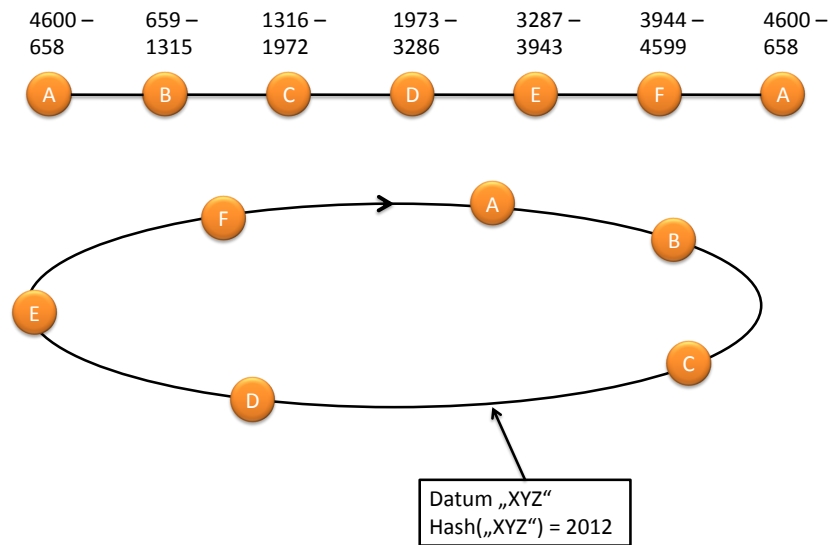 4600 – 659 – 1316 – 1973 – 3287 – 3944 – 4600 –
658 1315 1972 3286 3943 4599 658
A B C D E F A
A
F
B
E
C
D
Datum „XYZ“
Hash(„XYZ“) = 2012